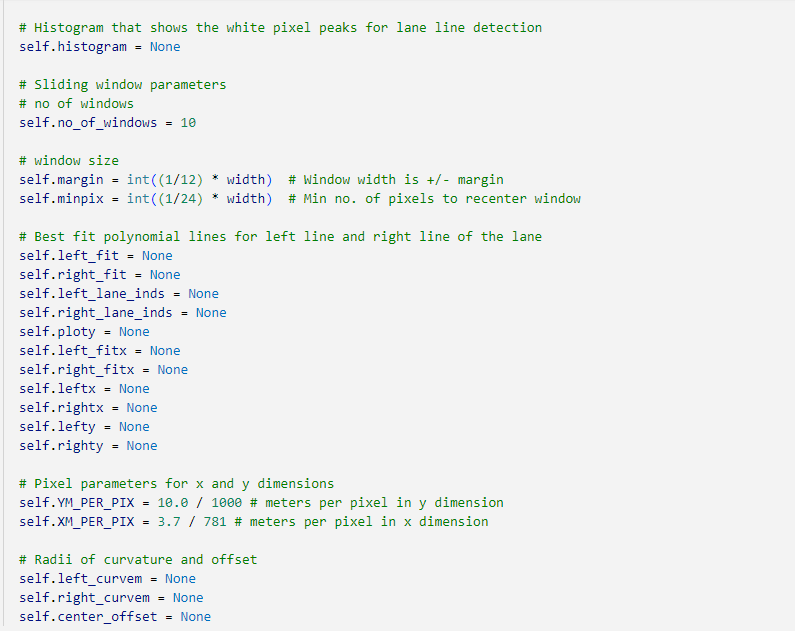 # Histogram that shows the white pixel peaks for lane line detection
self.histogram = None
# Sliding window parameters
# no of windows
self.no_of_windows = 10
# window size
self.margin = int((1/12) * width)  # Window width is +/- margin
self.minpix = int((1/24) * width)  # Min no. of pixels to recenter window
# Best fit polynomial lines for left line and right line of the lane
self.left_fit = None
self.right_fit = None
self.left_lane_inds = None
self.right_lane_inds = None
self.ploty = None
self.left_fitx = None
self.right_fitx = None
self.leftx = None
self.rightx = None
self.lefty = None
self.righty = None
# Pixel parameters for x and y dimensions
self.YM_PER_PIX = 10.0 / 1000 # meters per pixel in y dimension
self.XM_PER_PIX = 3.7 / 781 # meters per pixel in x dimension
# Radii of curvature and offset
self.left_curvem = None
self.right_curvem = None
self.center_offset = None